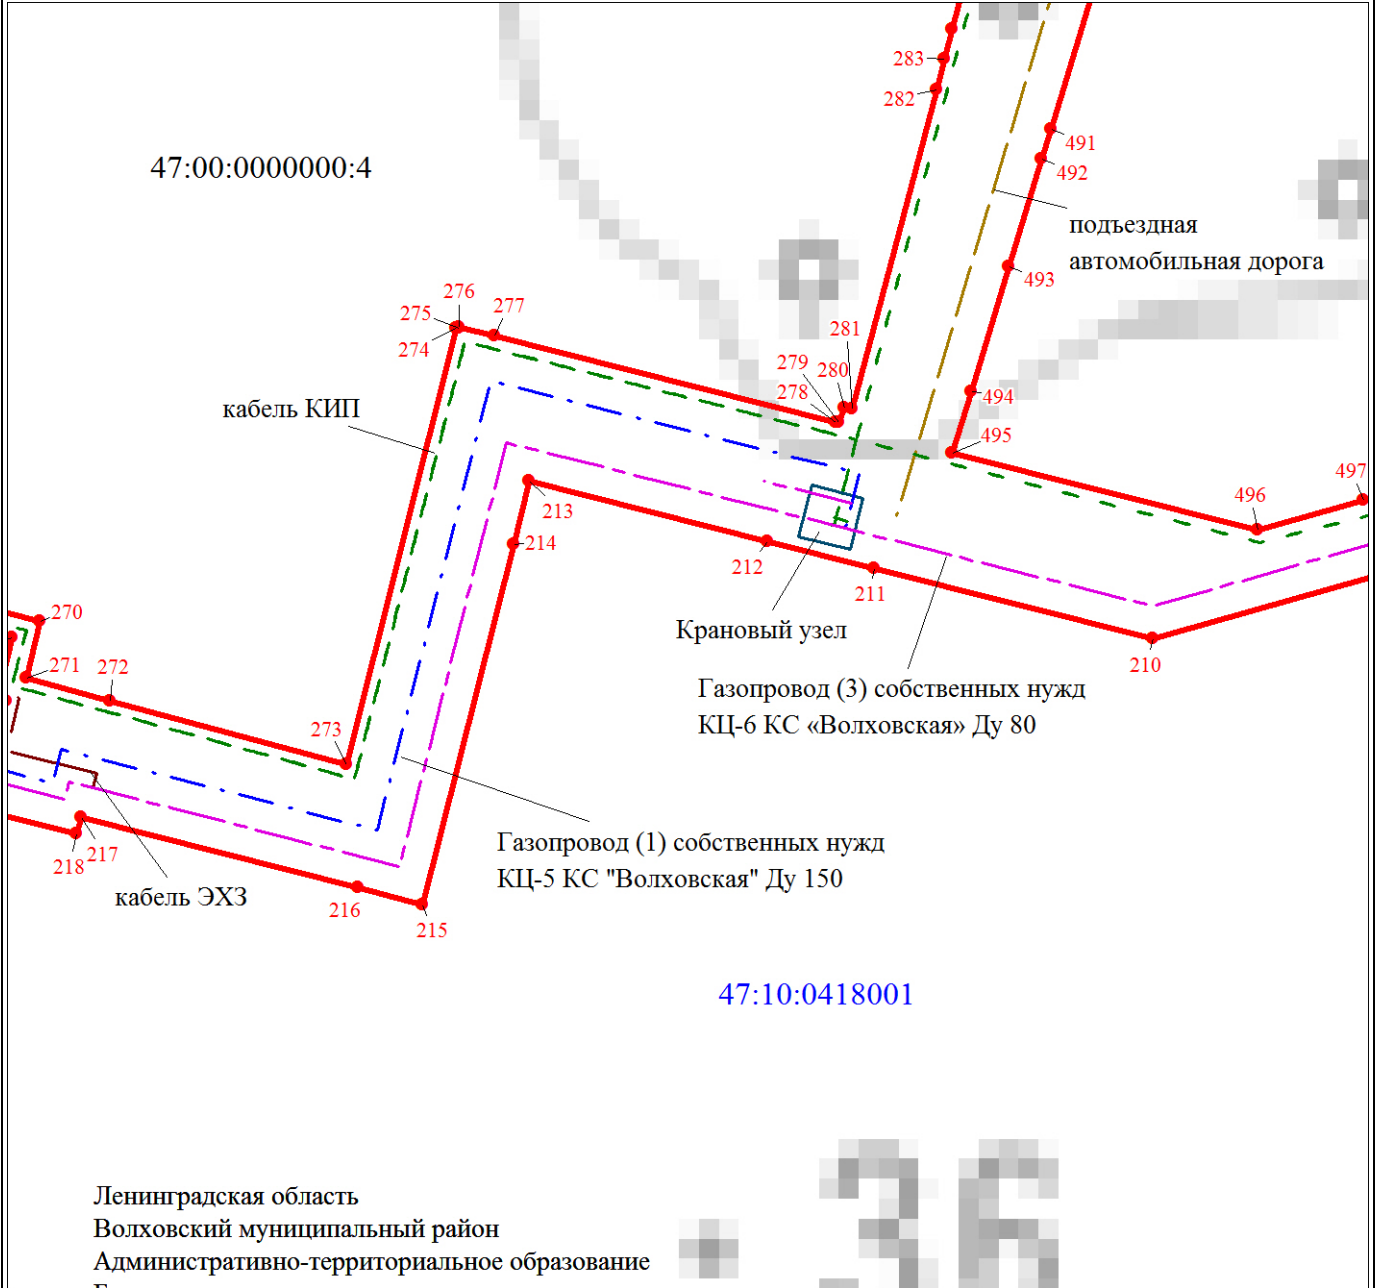 283
282
491
492
47:00:0000000:4
подъездная
автомобильная дорога
493
276
275
277
274
281
279
280
278
494
кабель КИП
495
497
496
213
214
212
211
270
Крановый узел
210
271
272
Газопровод (3) собственных нужд
КЦ-6 КС «Волховская» Ду 80
273
Газопровод (1) собственных нужд
КЦ-5 КС "Волховская" Ду 150
217
218
кабель ЭХЗ
216
215
47:10:0418001
36
Ленинградская область
Волховский муниципальный район
Административно-территориальное образование